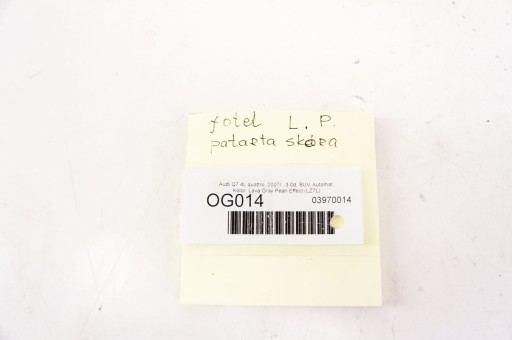 fotel L. P.
patarta skóra
Audi Q7 4L quattro, 2007r., 3.0d, SUV, Automat
Kolor: Lava Gray Pearl Effect (LZ7L)
OG014 03970014